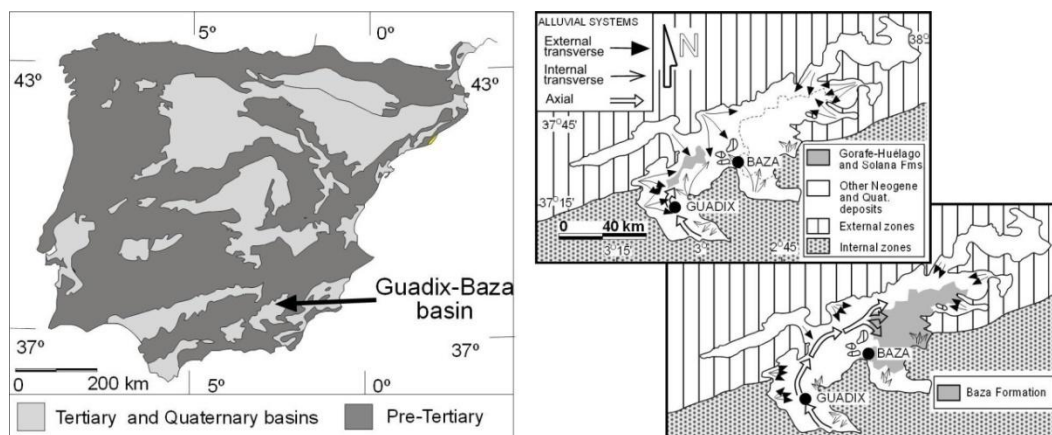 5º
0º
43º
43º
Guadix-Baza
basin
37º
37º
0
200 km
5º
0º
Tertiary and Quaternary basins
Pre-Tertiary
ALLUVIAL SYSTEMS
External
transverse
Internal
transverse
Axial
N
38º
37º45'
BAZA
37º15'
GUADIX
0 40 km
3º15'
3º
2º45'
Gorafe-Huélago
and Solana Fms
Other Neogene
and Quat.
deposits
External zones
Internal zones
BAZA
GUADIX
Baza Formation